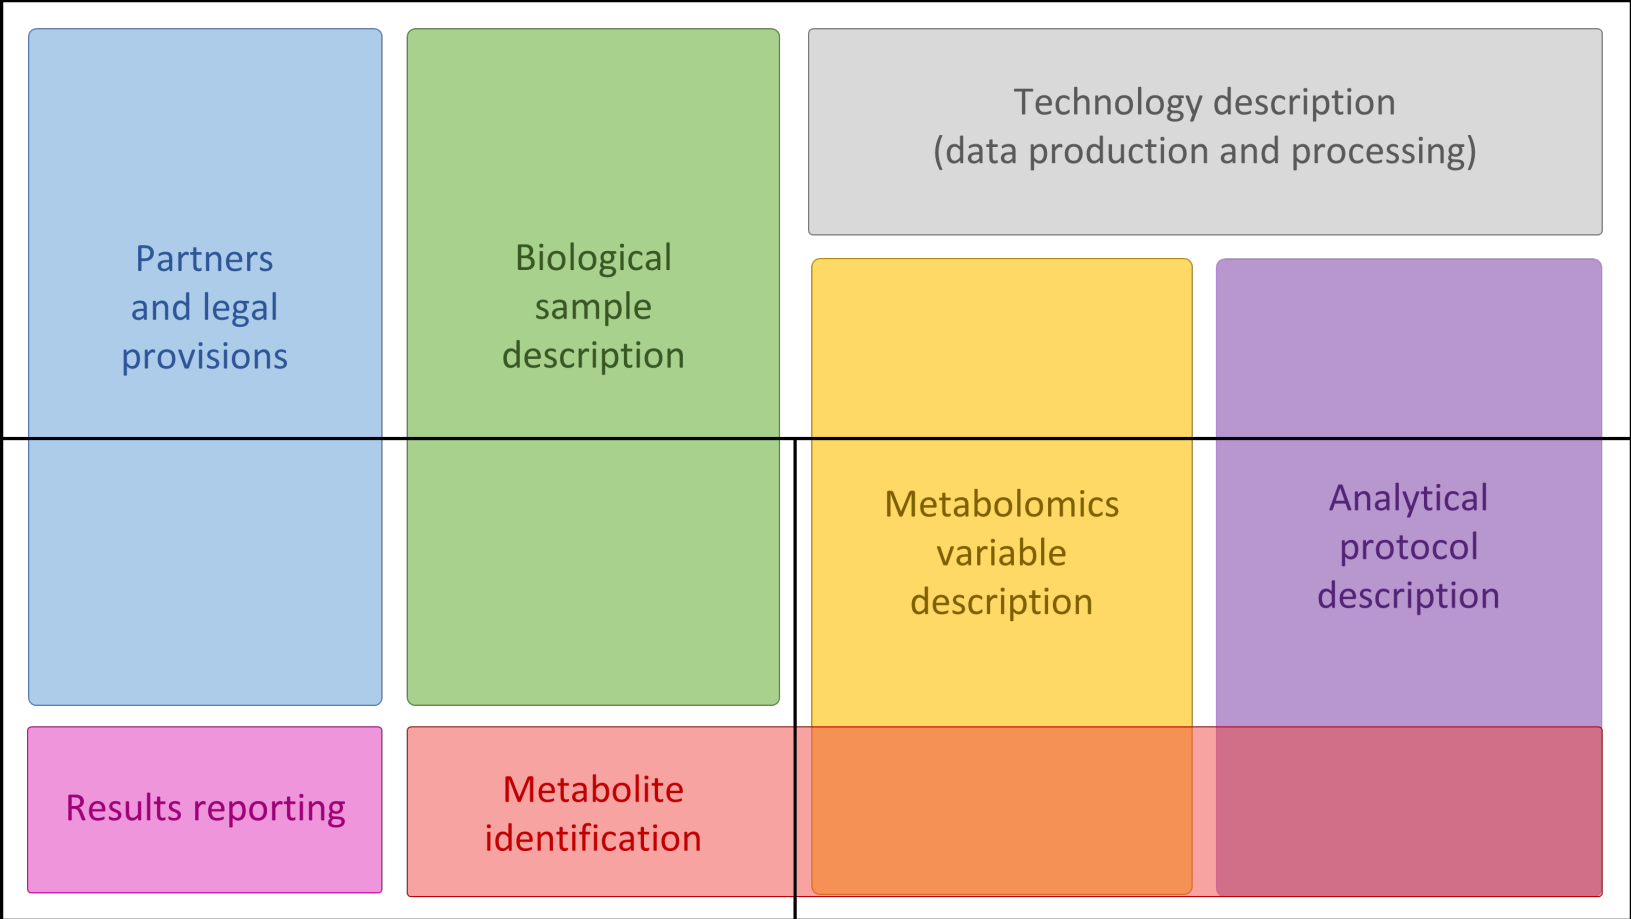 Partners
and legal
provisions
Biological
sample
description
Technology description
(data production and processing)
Metabolomics
variable
description
Analytical
protocol
description
Results reporting
Metabolite
identification